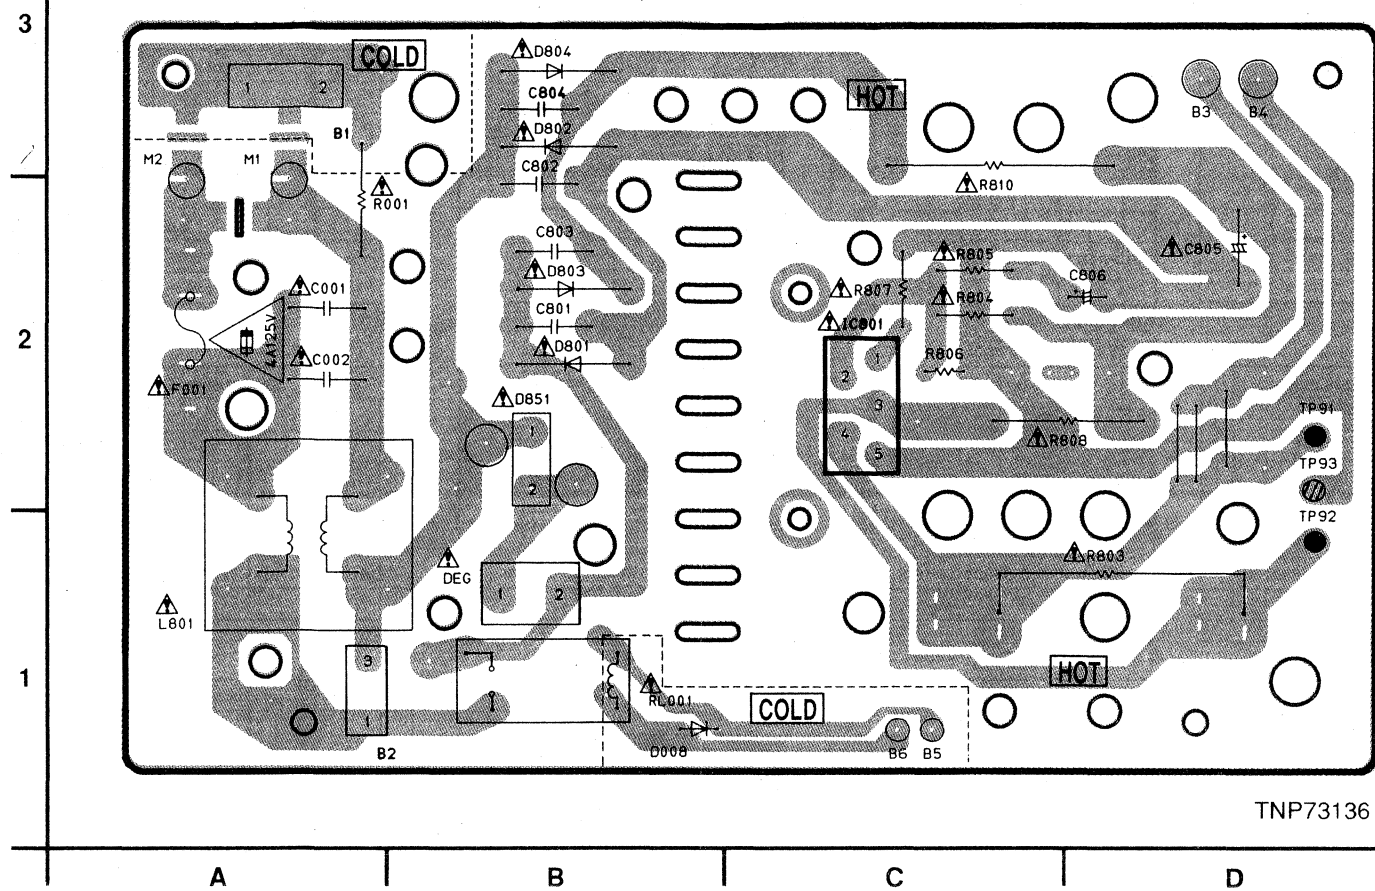 3
COLD
D804
C804
HOT
1 2
B3 B4
D802
B1
M2 M1
C802
R810
R001
C803
R805
C805
D803
C001
R807
R804
C806
C801
IC801
2
4A125V
D801
C002
R806
1
F001
2
D851
3
TP91
1
4
R808
5
TP93
2
TP92
R803
DEG
1 2
L801
3
HOT
1
RL001
COLD
1
B2
D008
B6 B5
TNP73136
A B C D